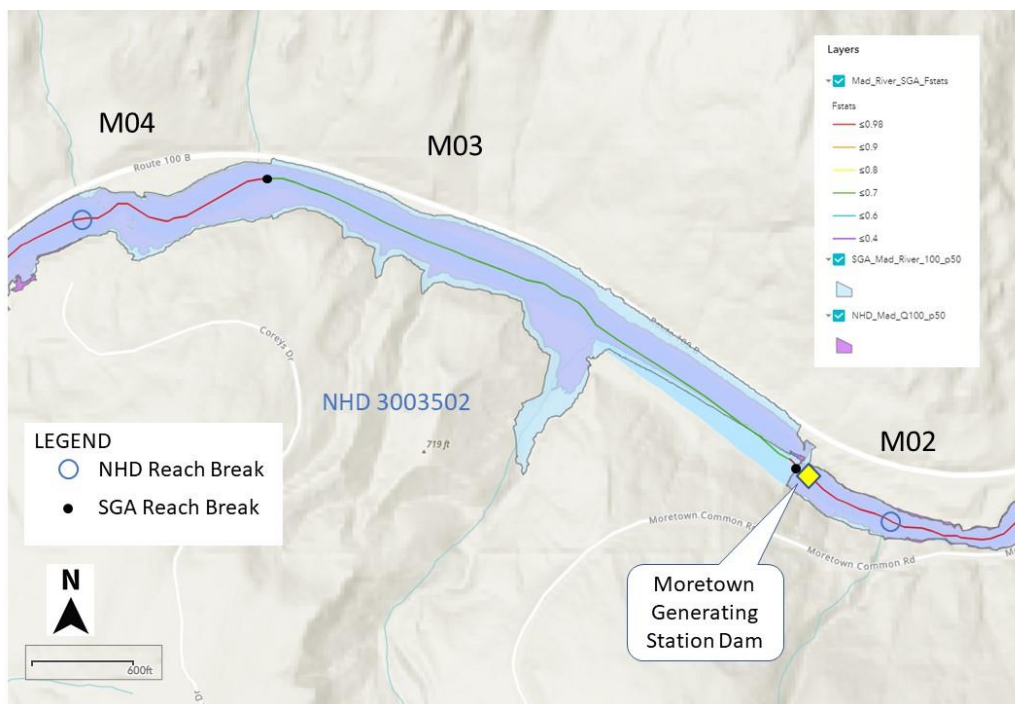 M04
M03
Route 100 B
Layers
Mad_River_SGA_Fstats
Fstats
≤0.98
≤0.9
≤0.8
≤0.7
≤0.6
≤0.4
SGA_Mad_River_100_p50
NHD_Mad_Q100_p50
Coreys Dr
Route 100 B
NHD 3003502
719 ft
M02
LEGEND
NHD Reach Break
SGA Reach Break
Moretown Common Rd
Moretown Common Rd
Moretown
Generating
Station Dam
N
600ft